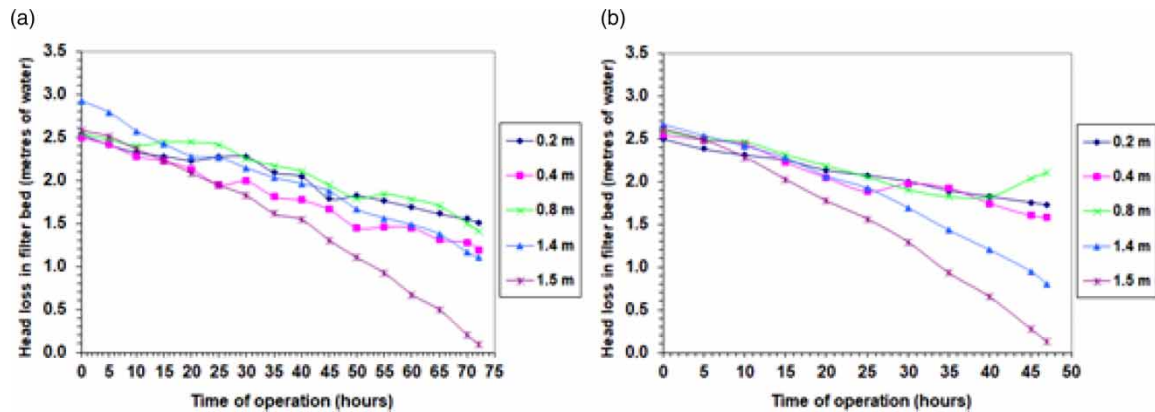 (a)
Head loss in filter bed (metres of water)
3.5
3.0
2.5
2.0
1.5
1.0
0.5
0.0
0 5 10 15 20 25 30 35 40 45 50 55 60 65 70 75
Time of operation (hours)
0.2 m
0.4 m
0.8 m
1.4 m
1.5 m
(b)
Head loss in filter bed (metres of water)
3.5
3.0
2.5
2.0
1.5
1.0
0.5
0.0
0 5 10 15 20 25 30 35 40 45 50
Time of operation (hours)
0.2 m
0.4 m
0.8 m
1.4 m
1.5 m